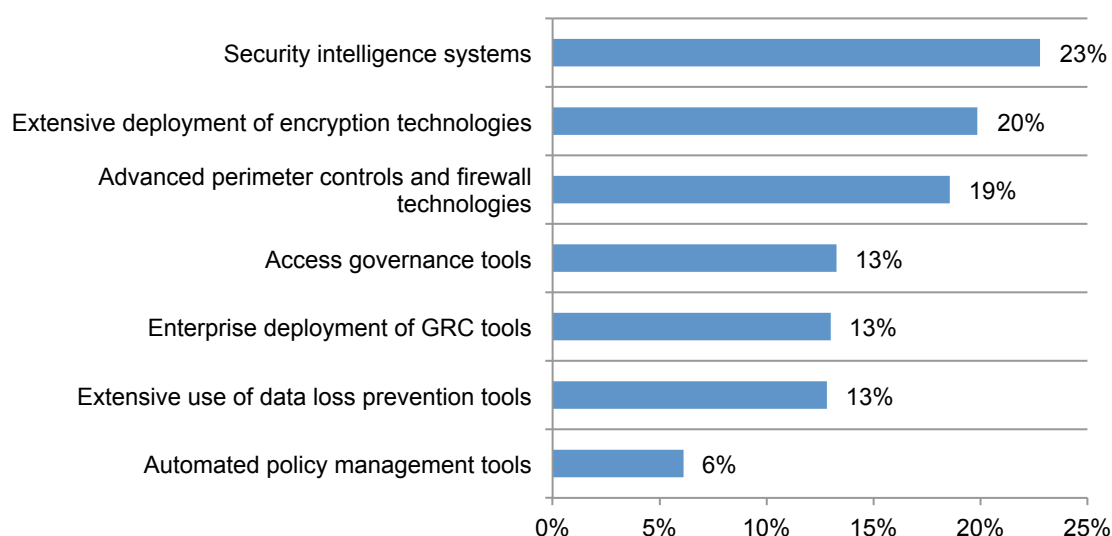 Security intelligence systems
23%
Extensive deployment of encryption technologies
20%
Advanced perimeter controls and firewall
technologies
19%
Access governance tools
13%
Enterprise deployment of GRC tools
13%
Extensive use of data loss prevention tools
13%
Automated policy management tools
6%
0% 5% 10% 15% 20% 25%